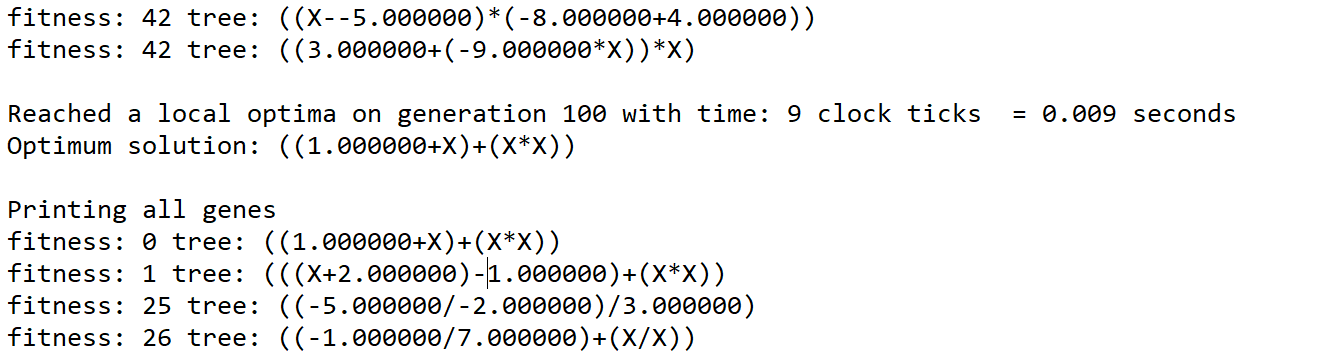 fitness: 42 tree: ((X--5.000000)*(-8.000000+4.000000))
fitness: 42 tree: ((3.000000+(-9.000000*X))*X)
Reached a local optima on generation 100 with time: 9 clock ticks  = 0.009 seconds
Optimum solution: ((1.000000+X)+(X*X))
Printing all genes
fitness: 0 tree: ((1.000000+X)+(X*X))
fitness: 1 tree: (((X+2.000000)-1.000000)+(X*X))
fitness: 25 tree: ((-5.000000/-2.000000)/3.000000)
fitness: 26 tree: ((-1.000000/7.000000)+(X/X))